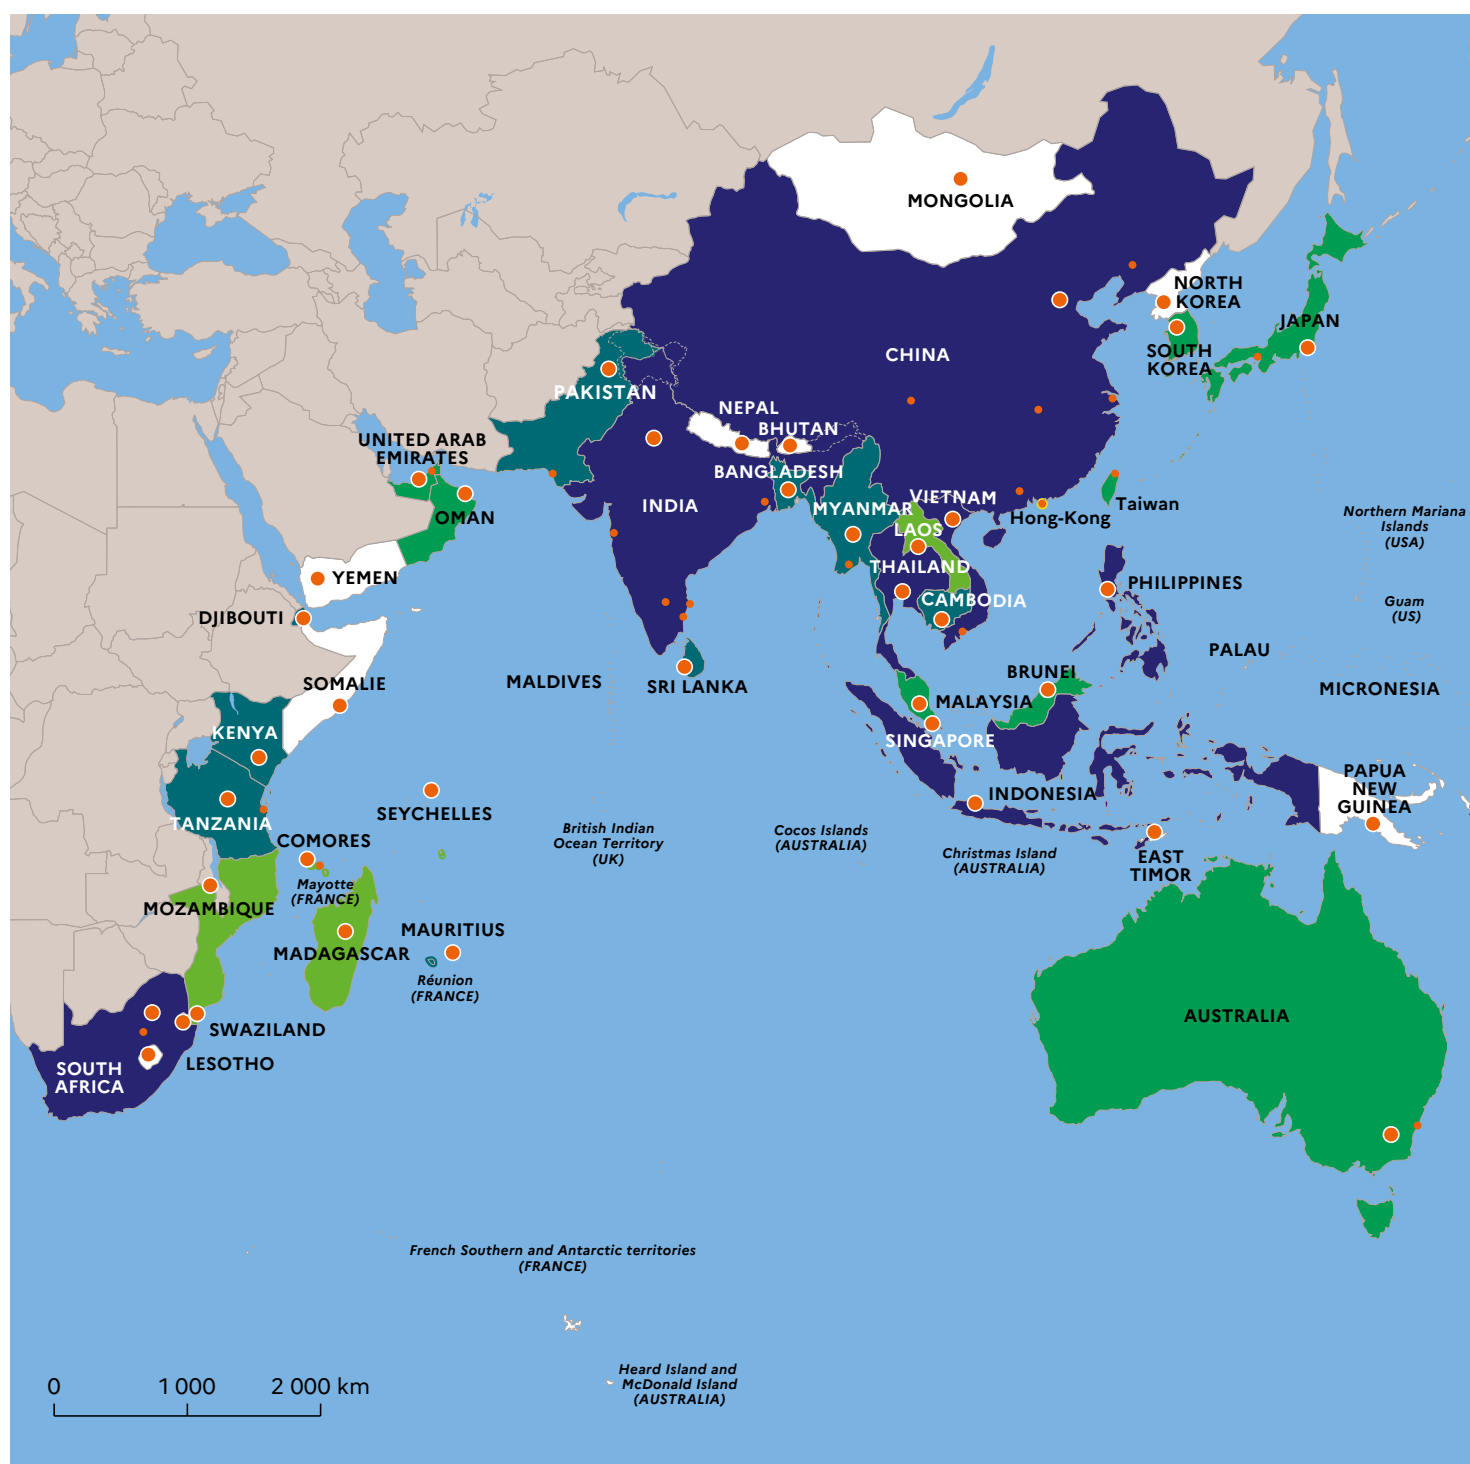 MONGOLIA
NORTH
KOREA
JAPAN
SOUTH
KOREA
CHINA
PAKISTAN
NEPAL
BHUTAN
UNITED ARAB
EMIRATES
BANGLADESH
OMAN
INDIA
MYANMAR
VIETNAM
LAOS
Hong-Kong
Taiwan
Northern Mariana
Islands
(USA)
THAILAND
YEMEN
PHILIPPINES
CAMBODIA
Guam
(US)
DJIBOUTI
PALAU
BRUNEI
SOMALIE
MALDIVES
SRI LANKA
MICRONESIA
MALAYSIA
KENYA
SINGAPORE
PAPUA
NEW
GUINEA
INDONESIA
SEYCHELLES
TANZANIA
British Indian
Ocean Territory
(UK)
Cocos Islands
(AUSTRALIA)
COMORES
Christmas Island
(AUSTRALIA)
EAST
TIMOR
Mayotte
(FRANCE)
MOZAMBIQUE
MAURITIUS
MADAGASCAR
Réunion
(FRANCE)
AUSTRALIA
SWAZILAND
LESOTHO
SOUTH
AFRICA
French Southern and Antarctic territories
(FRANCE)
Heard Island and
McDonald Island
(AUSTRALIA)
0 1 000 2 000 km